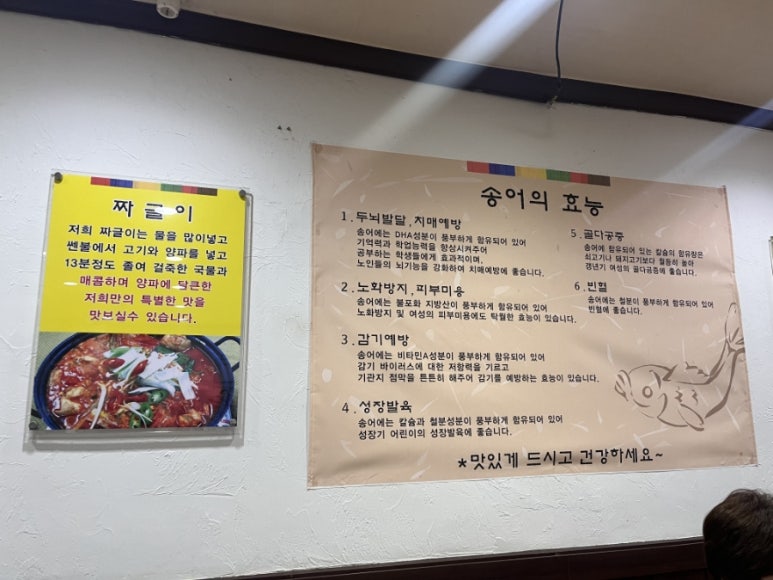 짜글이
저희 짜글이는 물을 많이넣고
쎈불에서 고기와 양파를 넣고
13분정도 졸여 걸죽한 국물과
매콤하며 양파에 달큰한
저희만의 특별한 맛을
맛보실수 있습니다.
송어의 효능
1. 두뇌발달, 치매예방
송어에는 DHA성분이 풍부하게 함유되어 있어
기억력과 학업능력을 향상시켜주어
공부하는 학생들에게 효과적이며,
노인들의 뇌기능을 강화하여 치매예방에 좋습니다.
2. 노화방지, 피부미용
송어에는 불포화 지방산이 풍부하게 함유되어 있어
노화방지 및 여성의 피부미용에도 탁월한 효능이 있습니다.
3. 감기예방
송어에는 비타민A성분이 풍부하게 함유되어 있어
감기 바이러스에 대한 저항력을 기르고
기관지 점막을 튼튼히 해주어 감기를 예방하는 효능이 있습니다.
4. 성장발육
송어에는 칼슘과 철분성분이 풍부하게 함유되어 있어
성장기 어린이의 성장발육에 좋습니다.
5. 골다공증
송어에 함유되어 있는 칼슘의 함유량은
쇠고기나 돼지고기보다 월등히 높아
갱년기 여성의 골다공증에 좋습니다.
6. 빈혈
송어에는 철분이 풍부하게 함유되어 있어
빈혈에 좋습니다.
*맛있게 드시고 건강하세요~